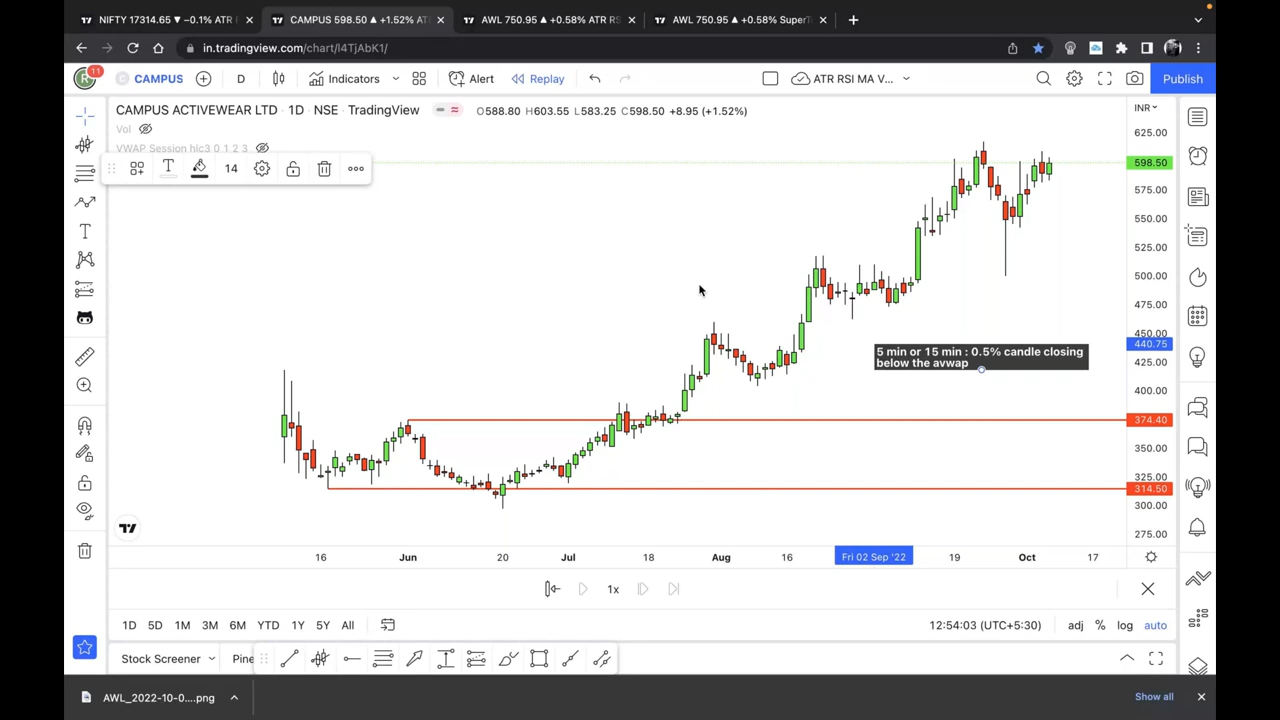 NIFTY 17314.65 ▼ −0.1% ATR
CAMPUS 598.50 ▲ +1.52% AT
AWL 750.95 ▲ +0.58% ATR RS
AWL 750.95 ▲ +0.58% SuperT
in.tradingview.com/chart/I4TjAbK1/
11
R
C CAMPUS
D
Indicators
Alert
Replay
ATR RSI MA V...
Publish
CAMPUS ACTIVEWEAR LTD · 1D · NSE · TradingView
O588.80 H603.55 L583.25 C598.50 +8.95 (+1.52%)
INR
Vol
VWAP Session hlc3 0 1 2 3
T
14
625.00
598.50
575.00
550.00
525.00
500.00
475.00
450.00
440.75
425.00
400.00
374.40
350.00
325.00
314.50
300.00
275.00
5 min or 15 min : 0.5% candle closing
below the avwap
16
Jun
20
Jul
18
Aug
16
Fri 02 Sep '22
19
Oct
17
1x
1D
5D
1M
3M
6M
YTD
1Y
5Y
All
12:54:03 (UTC+5:30)
adj
%
log
auto
Stock Screener
Pine
AWL_2022-10-0....png
Show all